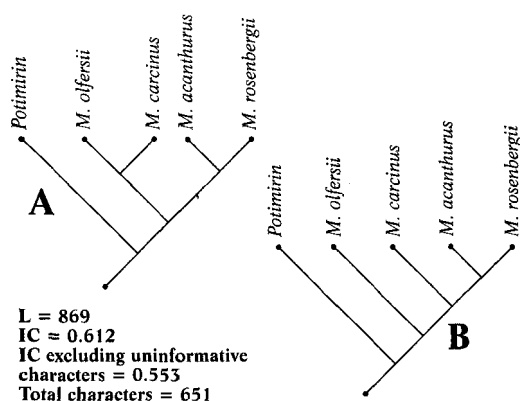 Potimirin
M. olfersii
M. carcinus
M. acanthurus
M. rosenbergii
A
Potimirin
M. olfersii
M. carcinus
M. acanthurus
M. rosenbergii
B
L = 869
IC = 0.612
IC excluding uninformative
characters = 0.553
Total characters = 651